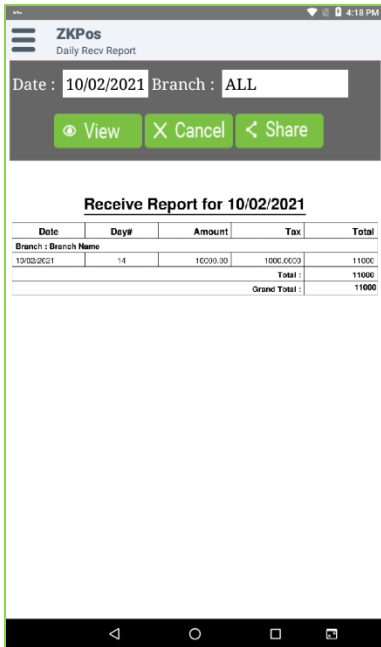 4:18 PM
ZKPos
Daily Recv Report
Date : 10/02/2021 Branch : ALL
View Cancel Share
Receive Report for 10/02/2021
Date Day# Amount Tax Total
Branch : Branch Name
10/02/2021 14 10000.00 1000.0000 11000
Total : 11000
Grand Total : 11000